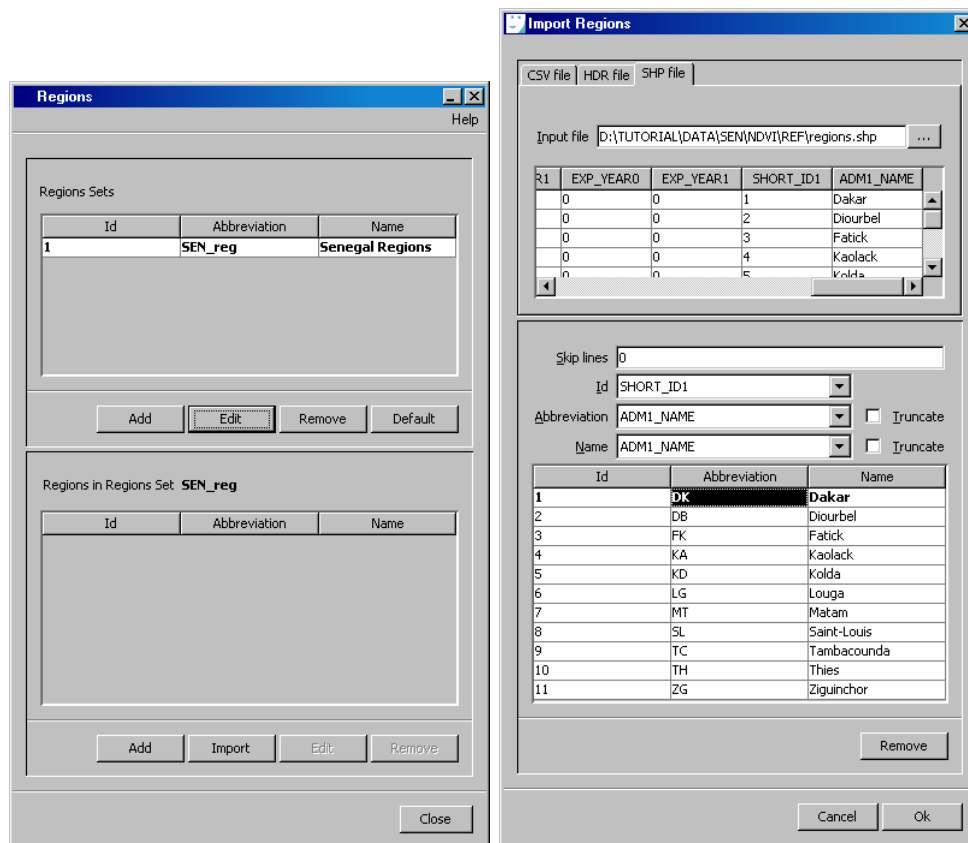 Regions
Help
Regions Sets
Id Abbreviation Name
1 SEN_reg Senegal Regions
Add Edit Remove Default
Regions in Regions Set SEN_reg
Id Abbreviation Name
Add Import Edit Remove
Close
Import Regions
CSV file HDR file SHP file
Input file D:\TUTORIAL\DATA\SEN\NDVI\REF\regions.shp ...
R1 EXP_YEAR0 EXP_YEAR1 SHORT_ID1 ADM1_NAME
0 0 1 Dakar
0 0 2 Diourbel
0 0 3 Fatick
0 0 4 Kaolack
0 0 5 Kolda
Skip lines 0
Id SHORT_ID1
Abbreviation ADM1_NAME Truncate
Name ADM1_NAME Truncate
Id Abbreviation Name
1 DK Dakar
2 DB Diourbel
3 FK Fatick
4 KA Kaolack
5 KD Kolda
6 LG Louga
7 MT Matam
8 SL Saint-Louis
9 TC Tambacounda
10 TH Thies
11 ZG Ziguinchor
Remove
Cancel Ok